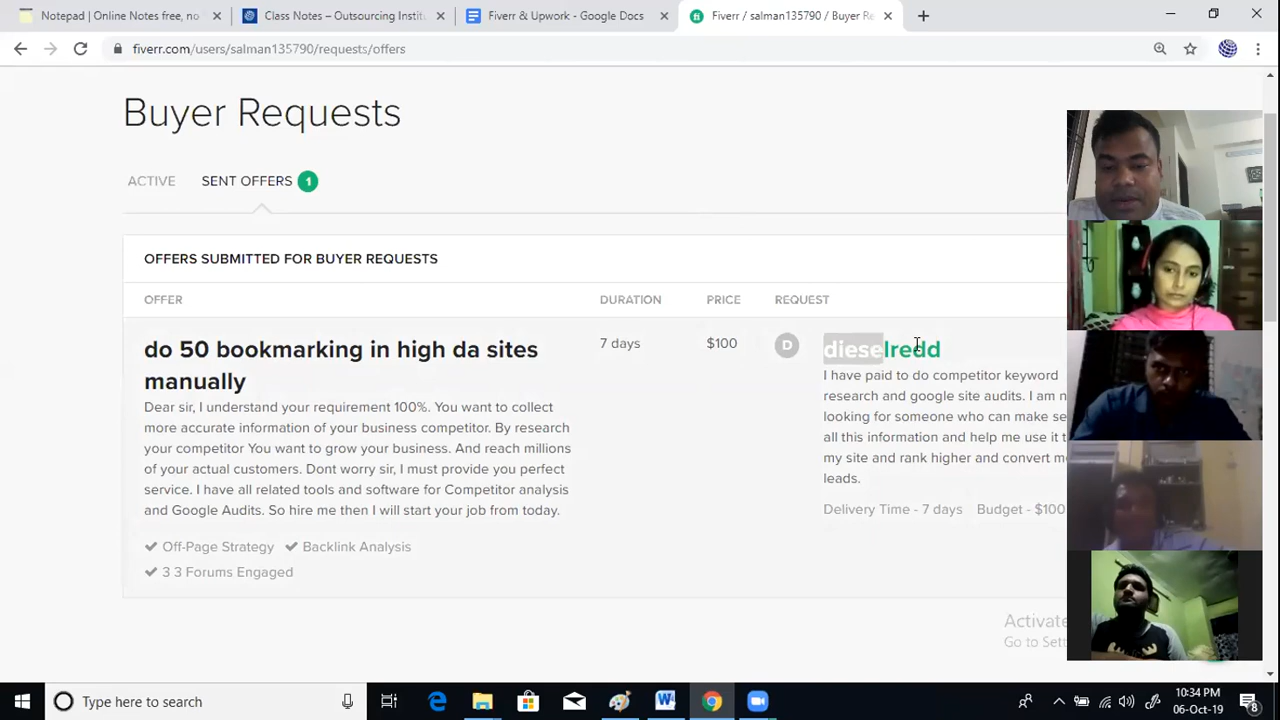 Notepad | Online Notes free, no
Class Notes – Outsourcing Instit
Fiverr & Upwork - Google Docs
Fiverr / salman135790 / Buyer Re
fiverr.com/users/salman135790/requests/offers
Buyer Requests
ACTIVE
SENT OFFERS 1
OFFERS SUBMITTED FOR BUYER REQUESTS
OFFER
DURATION
PRICE
REQUEST
do 50 bookmarking in high da sites
manually
Dear sir, I understand your requirement 100%. You want to collect
more accurate information of your business competitor. By research
your competitor You want to grow your business. And reach millions
of your actual customers. Dont worry sir, I must provide you perfect
service. I have all related tools and software for Competitor analysis
and Google Audits. So hire me then I will start your job from today.
Off-Page Strategy
Backlink Analysis
3 3 Forums Engaged
7 days
$100
D
dieselredd
I have paid to do competitor keyword
research and google site audits. I am n
looking for someone who can make se
all this information and help me use it t
my site and rank higher and convert mo
leads.
Delivery Time - 7 days
Budget - $100
Activate
Go to Sett
Type here to search
10:34 PM
06-Oct-19
8